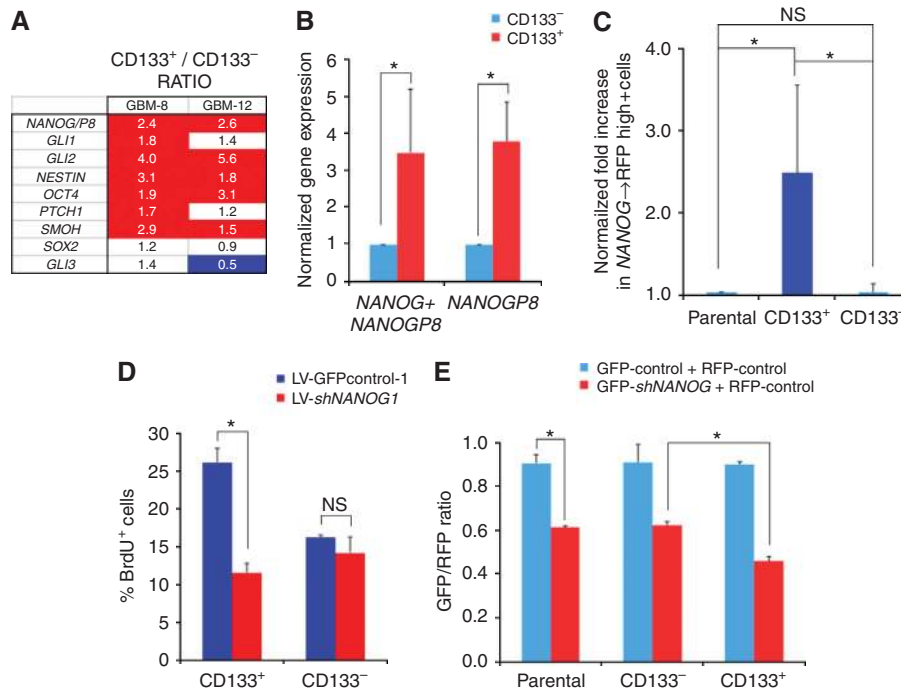 A
CD133+ / CD133–
RATIO
GBM-8 GBM-12
NANOG/P8 2.4 2.6
GLI1 1.8 1.4
GLI2 4.0 5.6
NESTIN 3.1 1.8
OCT4 1.9 3.1
PTCH1 1.7 1.2
SMOH 2.9 1.5
SOX2 1.2 0.9
GLI3 1.4 0.5
B
CD133–
CD133+
Normalized gene expression
6
5
4
3
2
1
0
* *
NANOG+
NANOGP8
NANOGP8
C
NS
* *
Normailzed fold increase
in NANOG→RFP high+cells
4.0
3.0
2.0
1.0
Parental CD133+ CD133–
D
LV-GFPcontrol-1
LV-shNANOG1
% BrdU+ cells
30
25
20
15
10
5
0
*
NS
CD133+ CD133–
E
GFP-control + RFP-control
GFP-shNANOG + RFP-control
GFP/RFP ratio
1.0
0.8
0.6
0.4
0.2
0.0
* *
Parental CD133– CD133+